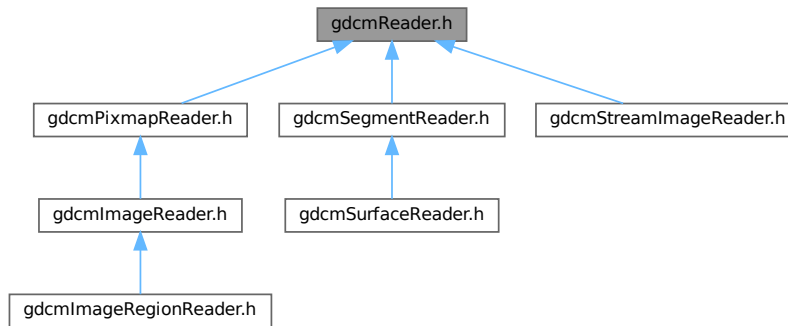 gdcmReader.h
gdcmPixmapReader.h
gdcmSegmentReader.h
gdcmStreamImageReader.h
gdcmImageReader.h
gdcmSurfaceReader.h
gdcmImageRegionReader.h